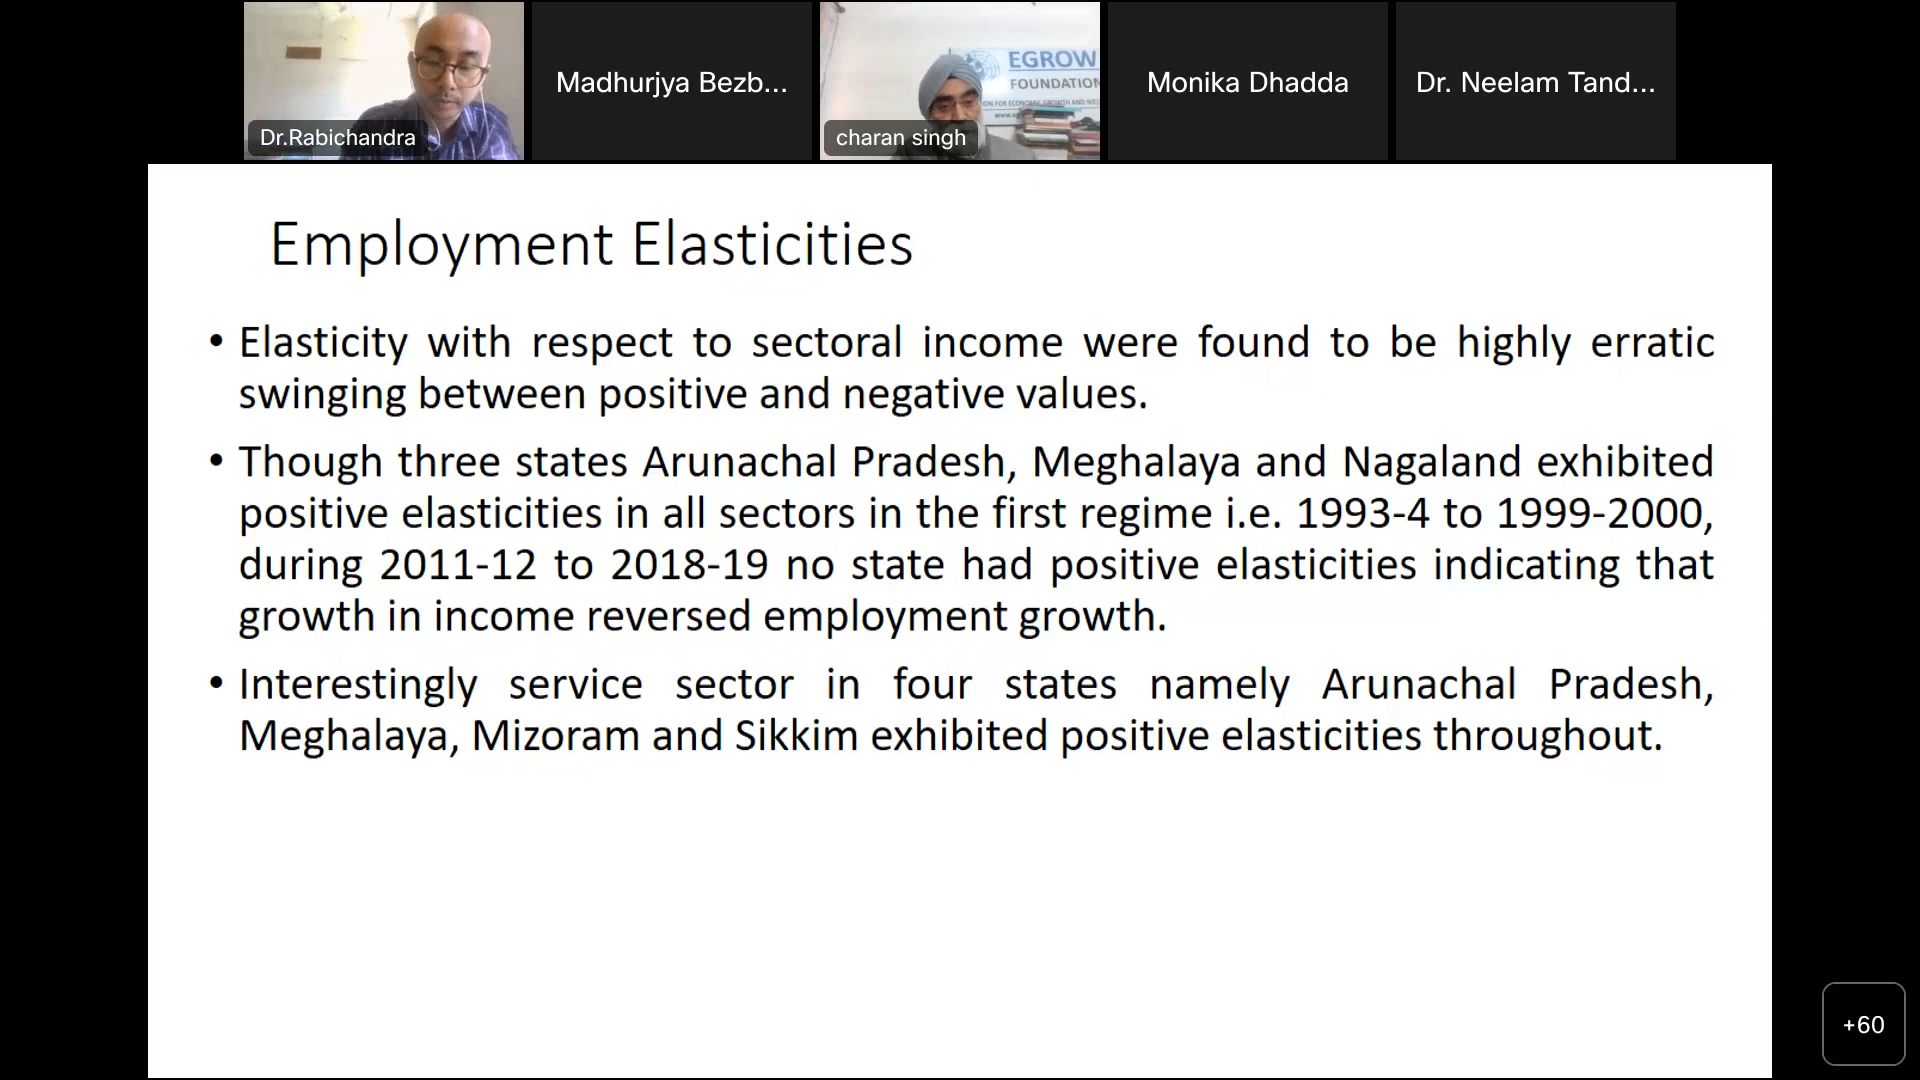 EGROW
FOUNDATION
Dr.Rabichandra
Madhurjya Bezb...
charan singh
Monika Dhadda
Dr. Neelam Tand...
Employment Elasticities
• Elasticity with respect to sectoral income were found to be highly erratic
swinging between positive and negative values.
• Though three states Arunachal Pradesh, Meghalaya and Nagaland exhibited
positive elasticities in all sectors in the first regime i.e. 1993-4 to 1999-2000,
during 2011-12 to 2018-19 no state had positive elasticities indicating that
growth in income reversed employment growth.
• Interestingly service sector in four states namely Arunachal Pradesh,
Meghalaya, Mizoram and Sikkim exhibited positive elasticities throughout.
+60